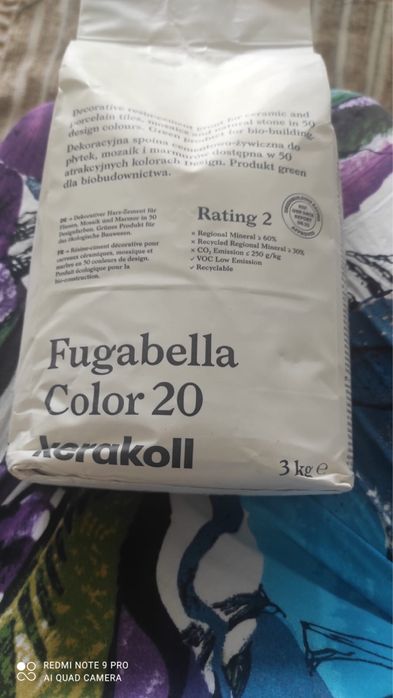 Decorative resin-cement grout for ceramic and
porcelain tiles, mosaics and natural stone in 50
design colours. Green product for bio-building.
Dekoracyjna spoina cementowo-żywiczna do
płytek, mozaik i marmurów dostępna w 50
atrakcyjnych kolorach design. Produkt green
dla biobudownictwa.
DE → Dekorativer Harz-Zement für
Fliesen, Mosaik und Marmor in 50
Designfarben. Grünes Produkt für
das ökologische Bauwesen.
FR → Résine-ciment décorative pour
carreaux céramiques, mosaïque et
marbre en 50 couleurs de design.
Produit écologique pour la
bio-construction.
Rating 2
× Regional Mineral ≥ 60%
× Recycled Regional Mineral ≥ 30%
× CO₂ Emission ≤ 250 g/kg
✓ VOC Low Emission
✓ Recyclable
Fugabella
Color 20
kerakoll
3 kg e
REDMI NOTE 9 PRO
AI QUAD CAMERA